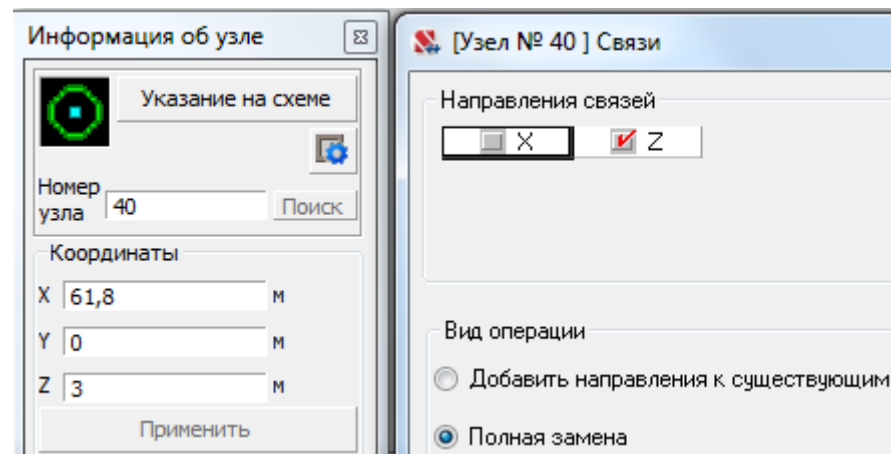 Информация об узле
Указание на схеме
Номер
узла 40 Поиск
Координаты
X 61,8 м
Y 0 м
Z 3 м
Применить
[Узел № 40 ] Связи
Направления связей
X Z
Вид операции
Добавить направления к существующим
Полная замена